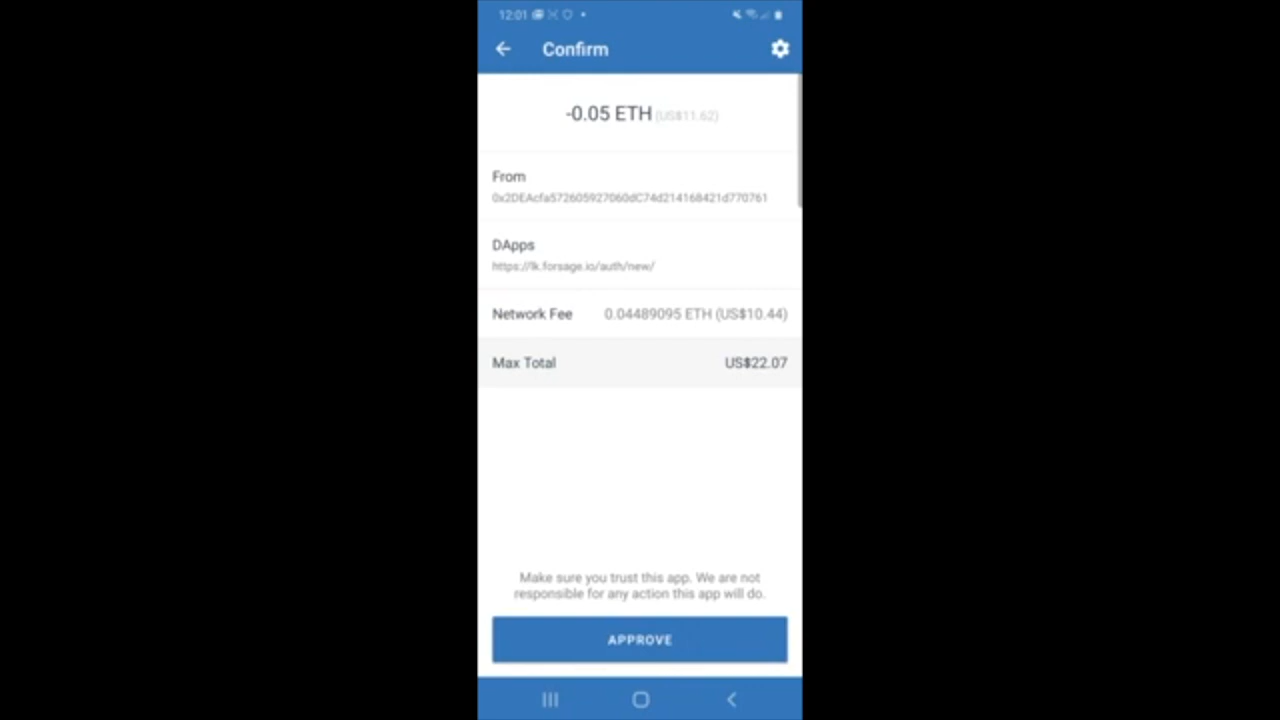 12:01
Confirm
-0.05 ETH (US$11.62)
From
0x2DEAcfa572605927060dC74d214168421d770761
DApps
https://lk.forsage.io/auth/new/
Network Fee 0.04489095 ETH (US$10.44)
Max Total US$22.07
Make sure you trust this app. We are not
responsible for any action this app will do.
APPROVE